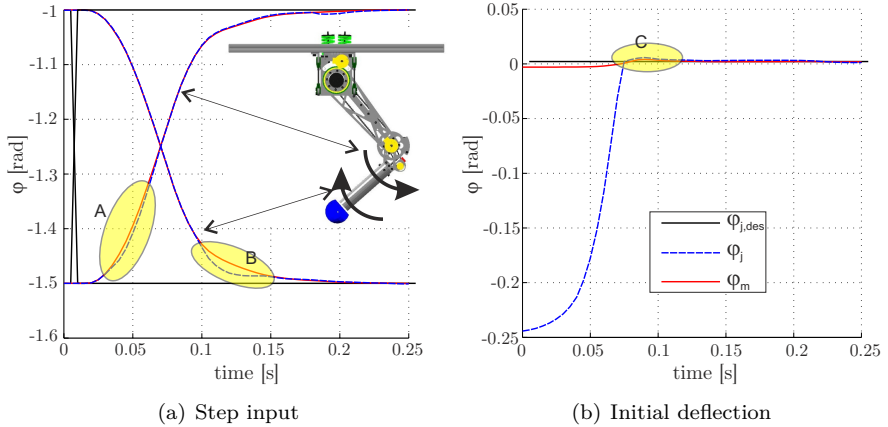 -1
-1.1
-1.2
-1.3
-1.4
-1.5
-1.6
φ [rad]
A
B
0
0.05
0.1
0.15
0.2
0.25
time [s]
(a) Step input
0.05
0
-0.05
-0.1
-0.15
-0.2
-0.25
φ [rad]
C
φj,des
φj
φm
0
0.05
0.1
0.15
0.2
0.25
time [s]
(b) Initial deflection